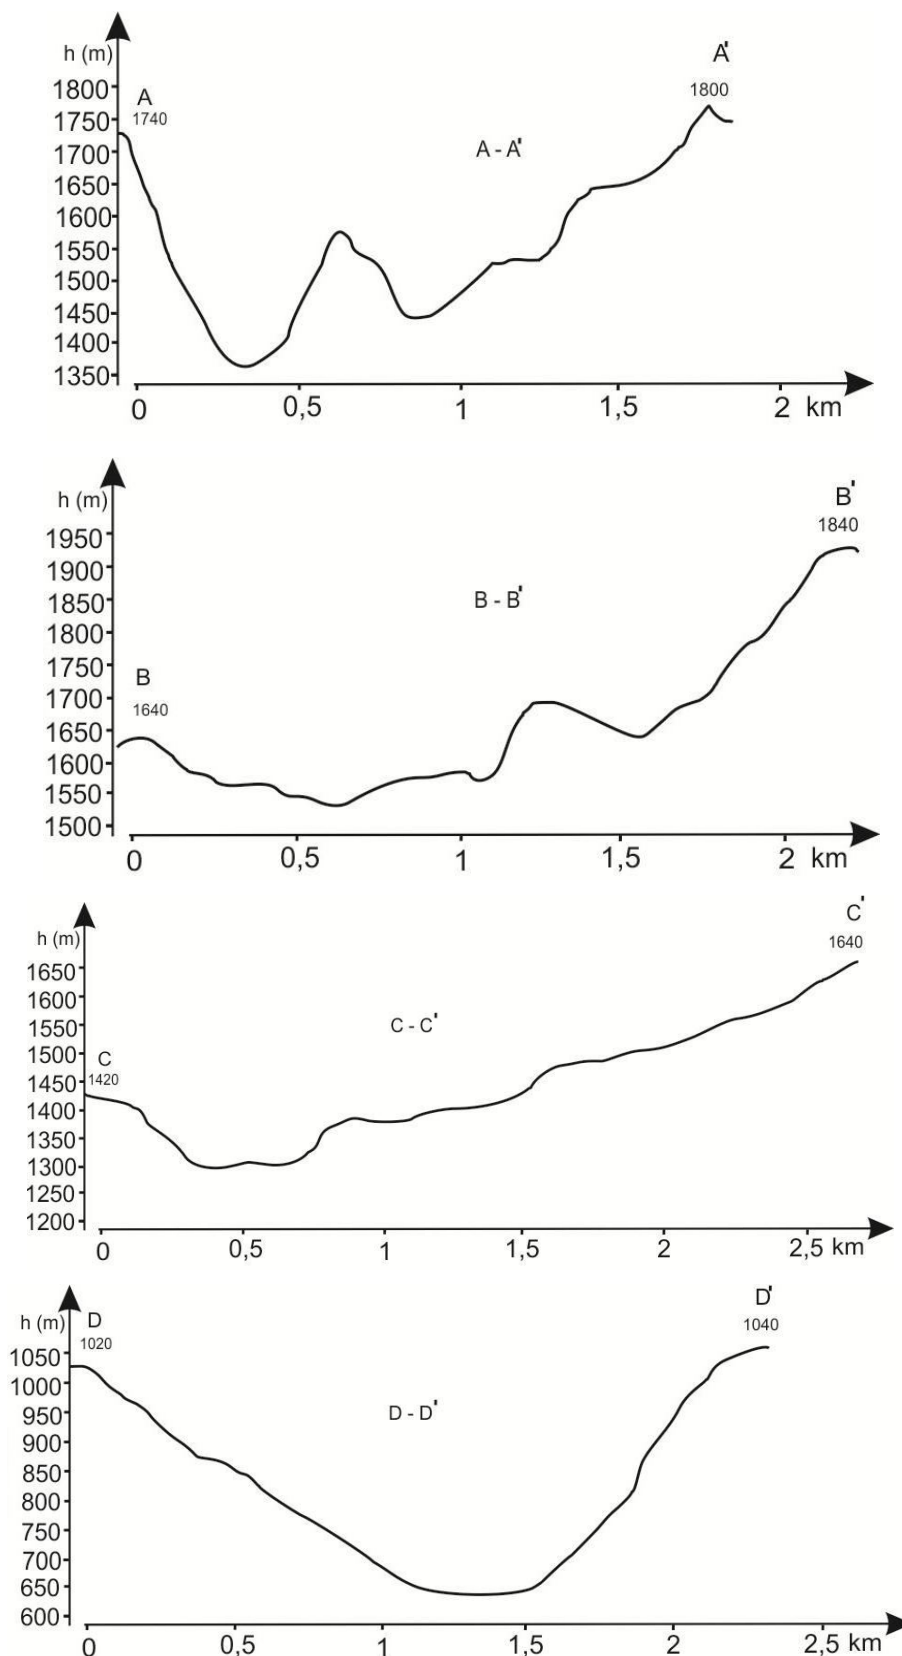 h (m)
A'
1800
A
1740
A - A'
1800
1750
1700
1650
1600
1550
1500
1450
1400
1350
0 0,5 1 1,5 2 km
h (m)
B'
1840
B - B'
B
1640
1950
1900
1850
1800
1750
1700
1650
1600
1550
1500
0 0,5 1 1,5 2 km
h (m)
C'
1640
C - C'
C
1420
1650
1600
1550
1500
1450
1400
1350
1300
1250
1200
0 0,5 1 1,5 2 2,5 km
h (m)
D
1020
D'
1040
D - D'
1050
1000
950
900
850
800
750
700
650
600
0 0,5 1 1,5 2 2,5 km